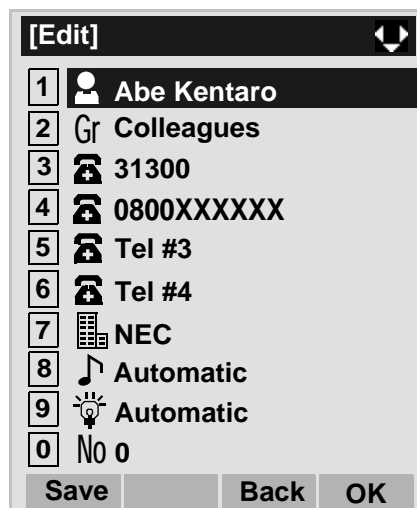 [Edit]
1 Abe Kentaro
2 Gr Colleagues
3 31300
4 0800XXXXXX
5 Tel #3
6 Tel #4
7 NEC
8 Automatic
9 Automatic
0 No 0
Save Back OK